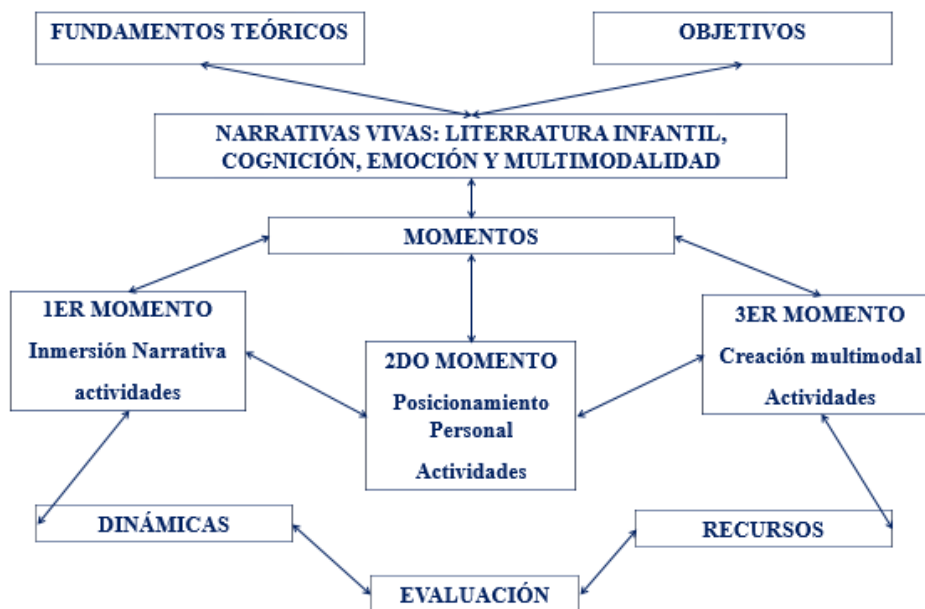 FUNDAMENTOS TEÓRICOS
OBJETIVOS
NARRATIVAS VIVAS: LITERRATURA INFANTIL,
COGNICIÓN, EMOCIÓN Y MULTIMODALIDAD
MOMENTOS
1ER MOMENTO
Inmersión Narrativa
actividades
2DO MOMENTO
Posicionamiento
Personal
Actividades
3ER MOMENTO
Creación multimodal
Actividades
DINÁMICAS
RECURSOS
EVALUACIÓN